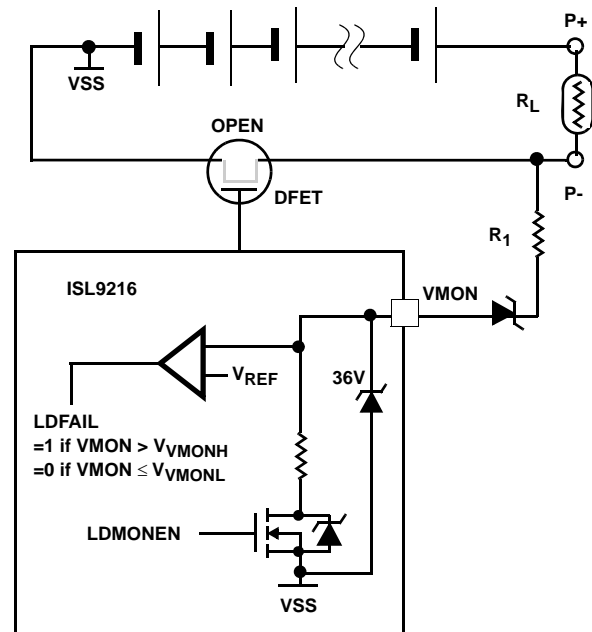 P+
VSS
RL
OPEN
DFET
P-
R1
ISL9216
VMON
VREF
36V
LDFAIL
=1 if VMON > VVMONH
=0 if VMON ≤ VVMONL
LDMONEN
VSS